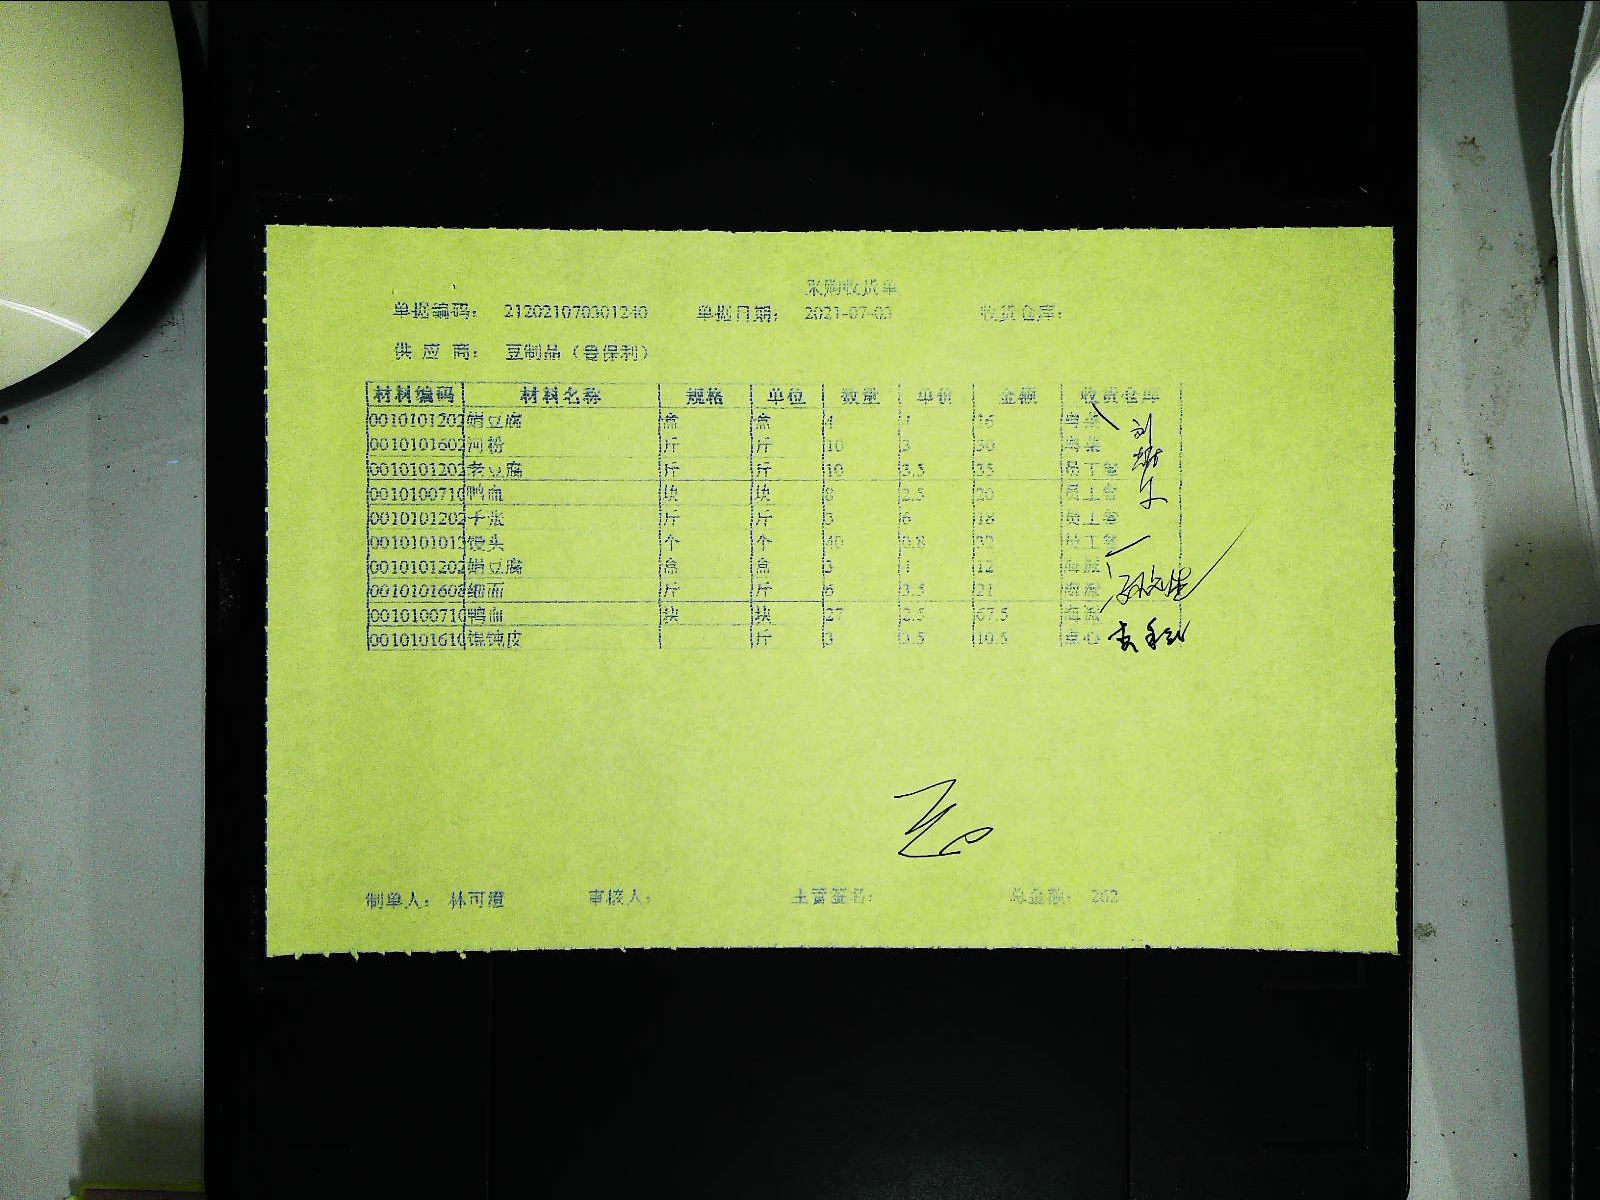 采购收货单
单据编码： 212021070301240 单据日期： 2021-07-03 收货仓库：
供 应 商： 豆制品（鲁保利）
材料编码 材料名称 规格 单位 数量 单价 金额 收货仓库
0010101202 娟豆腐 盒 盒 4 4 16 粤菜
0010101602 河粉 斤 斤 10 3 30 粤菜
0010101202 老豆腐 斤 斤 10 3.5 35 员工餐
0010100710 鸭血 块 块 8 2.5 20 员工餐
0010101202 千张 斤 斤 3 6 18 员工餐
0010101012 馒头 个 个 40 0.8 32 员工餐
0010101202 娟豆腐 盒 盒 3 4 12 海派
0010101608 细面 斤 斤 6 3.5 21 海派
0010100710 鸭血 块 块 27 2.5 67.5 海派
0010101610 馄饨皮 斤 3 3.5 10.5 点心
制单人： 林可澄 审核人： 主管签名： 总金额： 262